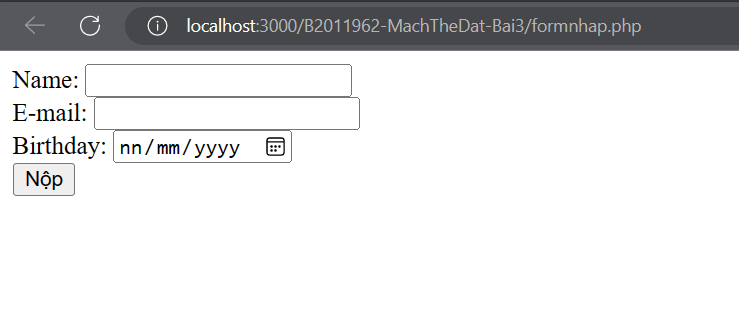 localhost:3000/B2011962-MachTheDat-Bai3/formnhap.php
Name:
E-mail:
Birthday: nn/mm/yyyy
Nộp